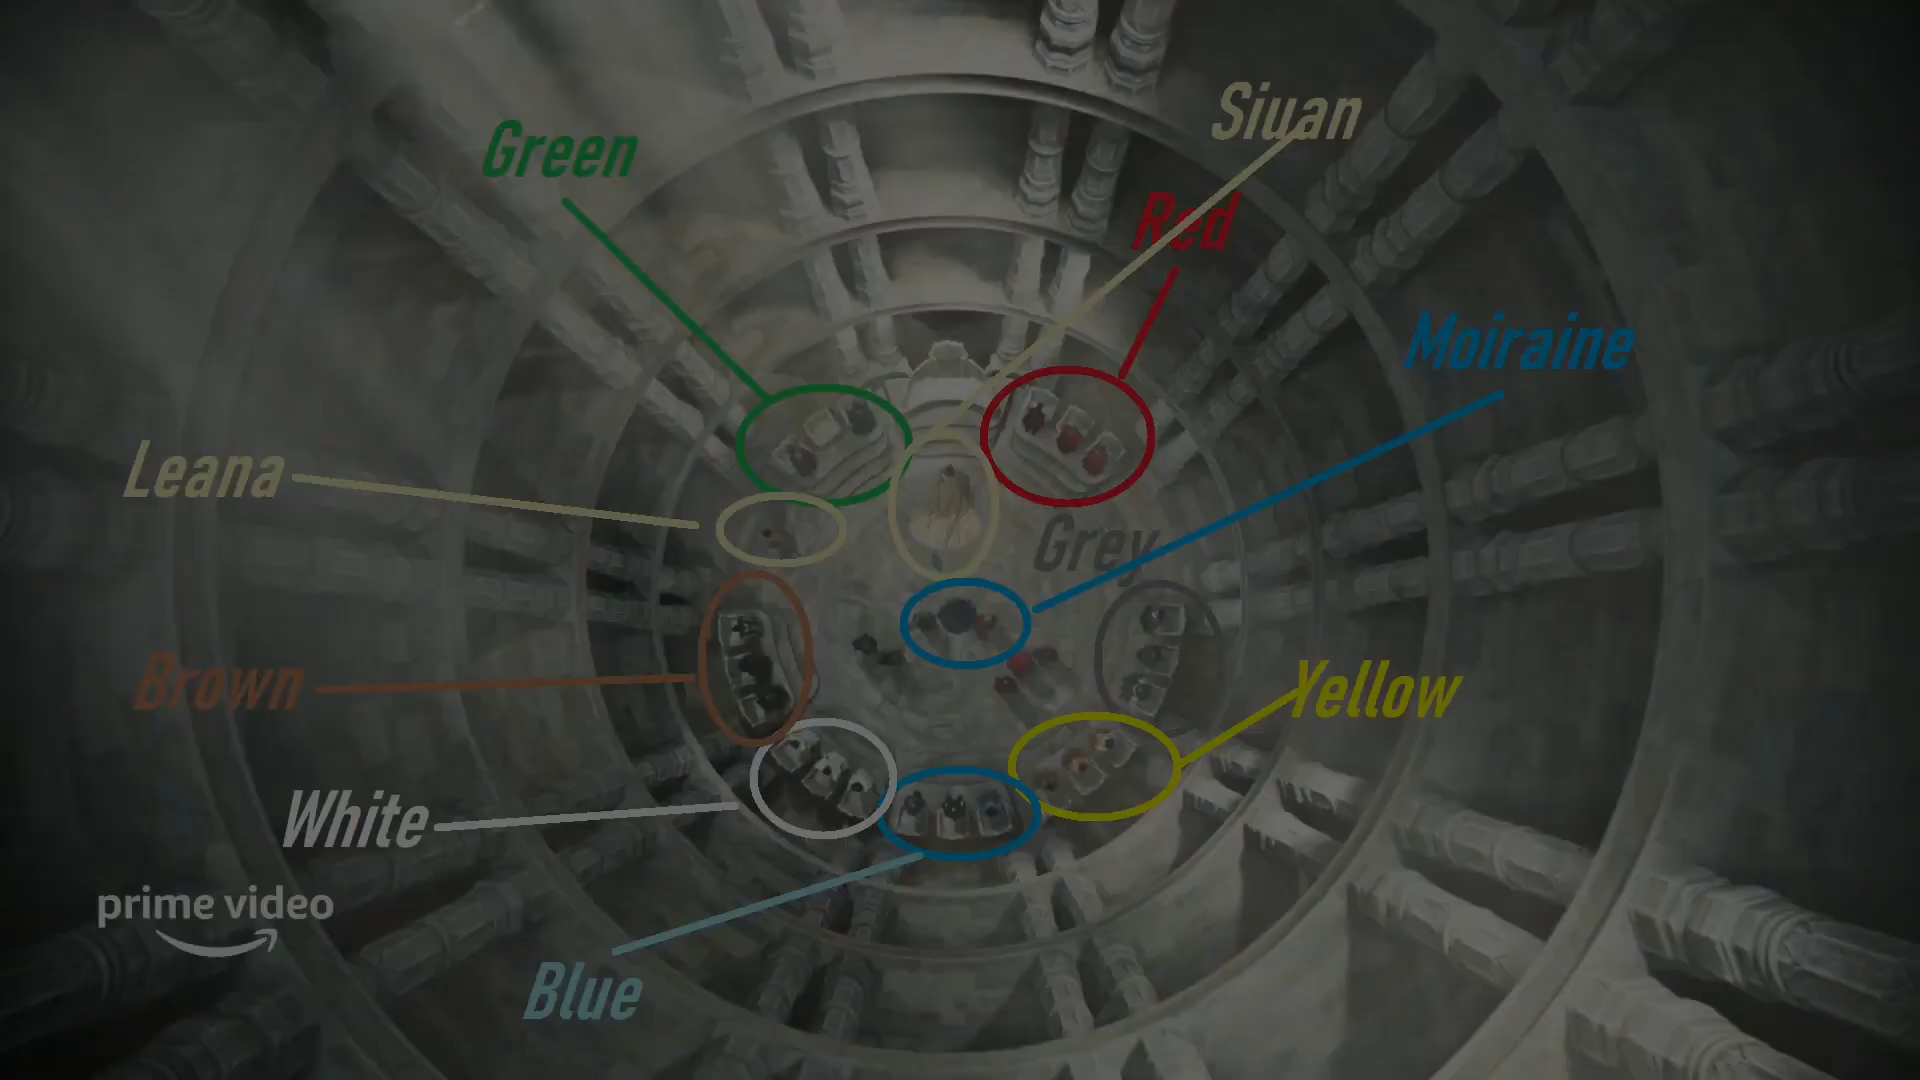 Siuan
Green
Red
Moiraine
Leana
Grey
Brown
Yellow
White
prime video
Blue